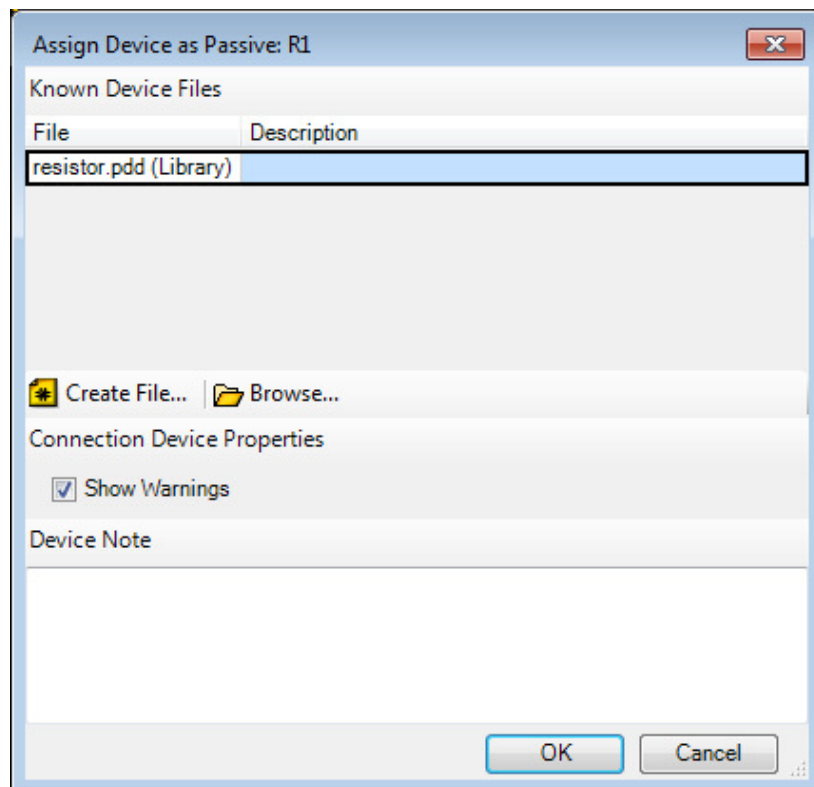 Assign Device as Passive: R1
Known Device Files
File Description
resistor.pdd (Library)
Create File... Browse...
Connection Device Properties
Show Warnings
Device Note
OK Cancel